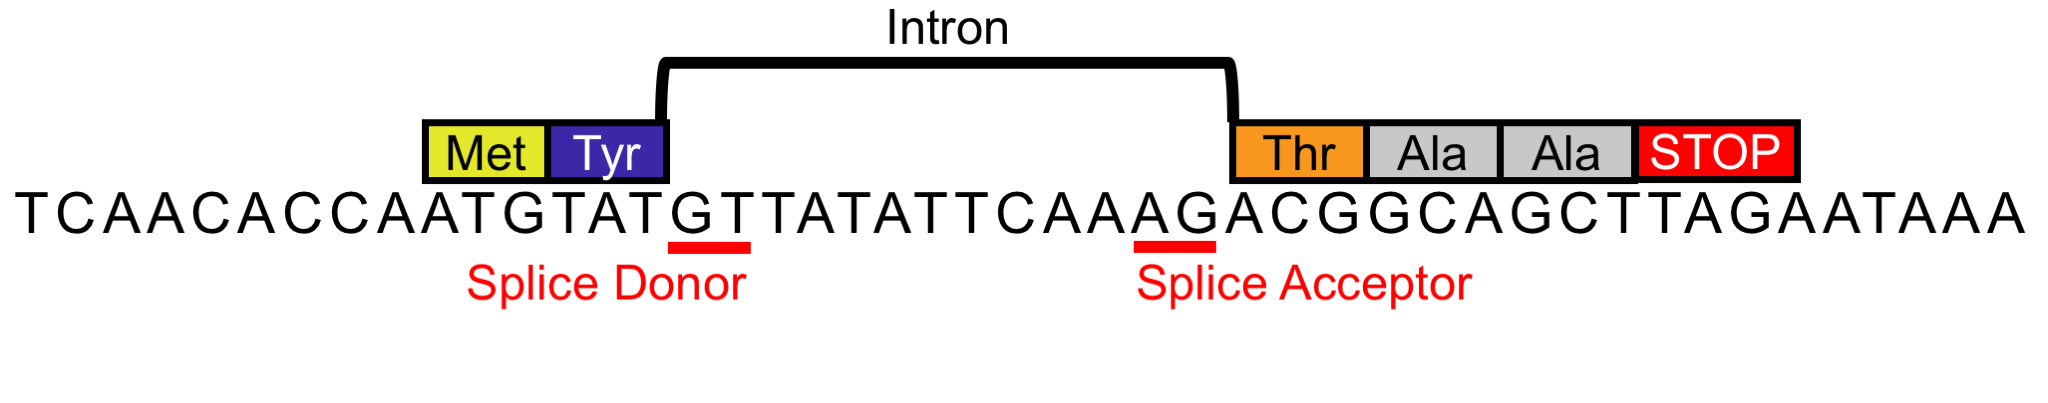 Intron
Met Tyr Thr Ala Ala STOP
TCAACACCAATGTATGTTATATTCAAAGACGGCAGCTTAGAATAAA
Splice Donor Splice Acceptor